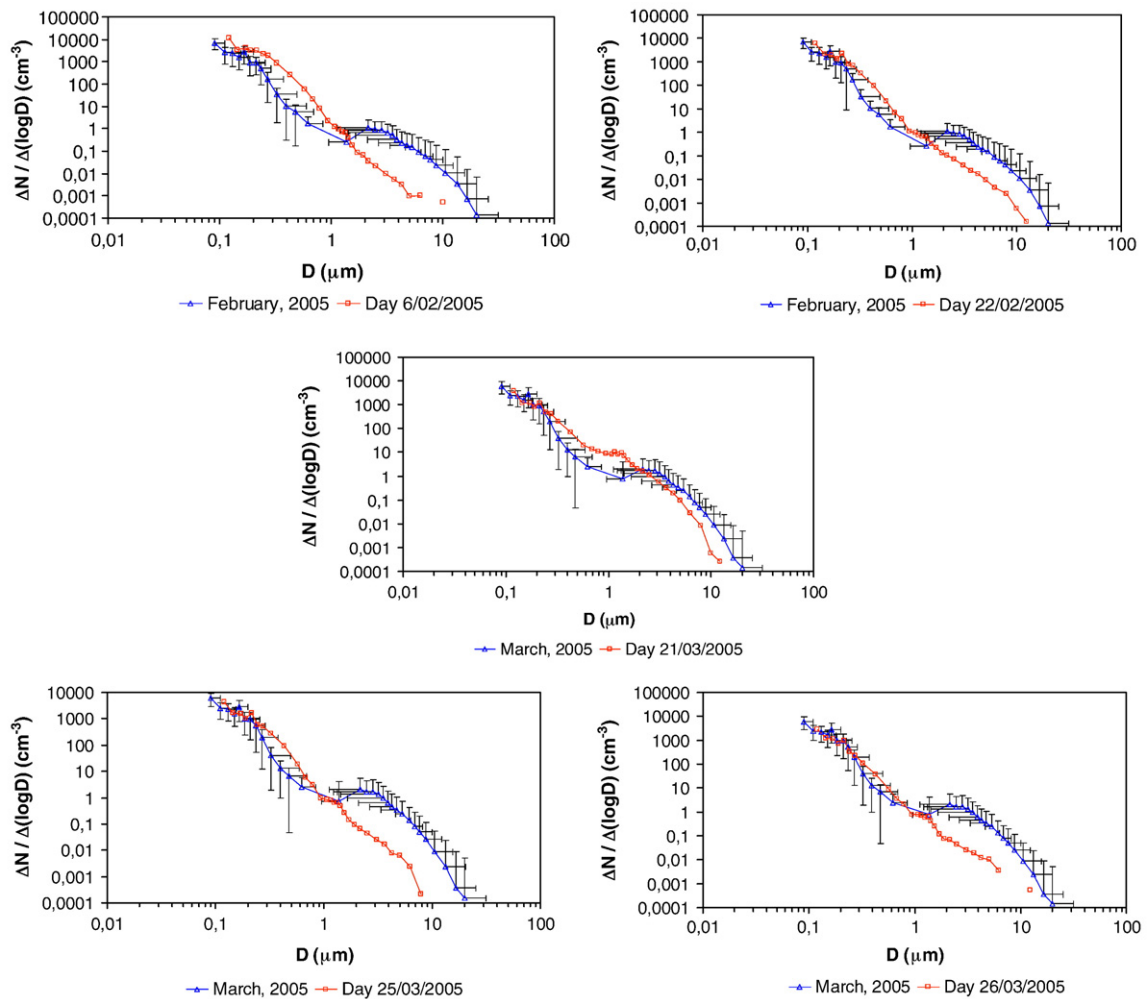 100000
10000
1000
100
10
1
0,1
0,01
0,001
0,0001
ΔN / Δ(logD) (cm⁻³)
0,01 0,1 1 10 100
D (μm)
February, 2005 Day 6/02/2005
100000
10000
1000
100
10
1
0,1
0,01
0,001
0,0001
ΔN / Δ(logD) (cm⁻³)
0,01 0,1 1 10 100
D (μm)
February, 2005 Day 22/02/2005
100000
10000
1000
100
10
1
0,1
0,01
0,001
0,0001
ΔN / Δ(logD) (cm⁻³)
0,01 0,1 1 10 100
D (μm)
March, 2005 Day 21/03/2005
10000
1000
100
10
1
0,1
0,01
0,001
0,0001
ΔN / Δ(logD) (cm⁻³)
0,01 0,1 1 10 100
D (μm)
March, 2005 Day 25/03/2005
100000
10000
1000
100
10
1
0,1
0,01
0,001
0,0001
ΔN / Δ(logD) (cm⁻³)
0,01 0,1 1 10 100
D (μm)
March, 2005 Day 26/03/2005